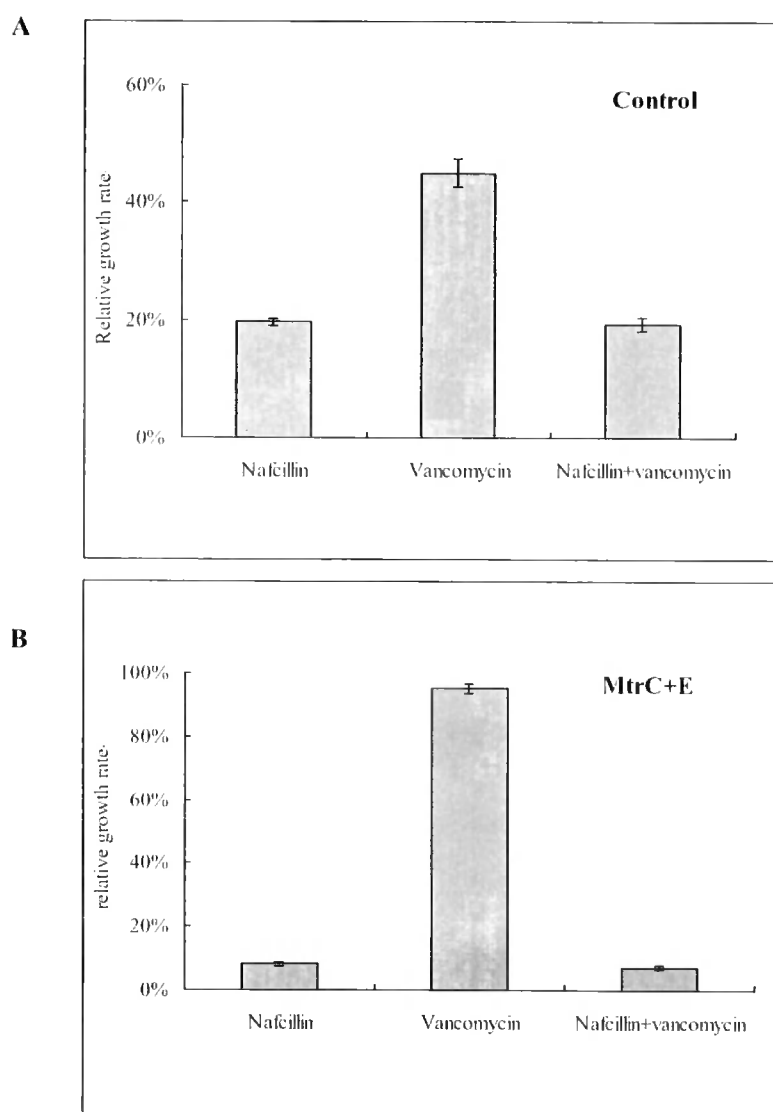 A
Control
Relative growth rate
60%
40%
20%
0%
Nafcillin Vancomycin Nafcillin+vancomycin
B
MtrC+E
relative growth rate
100%
80%
60%
40%
20%
0%
Nafcillin Vancomycin Nafcillin+vancomycin